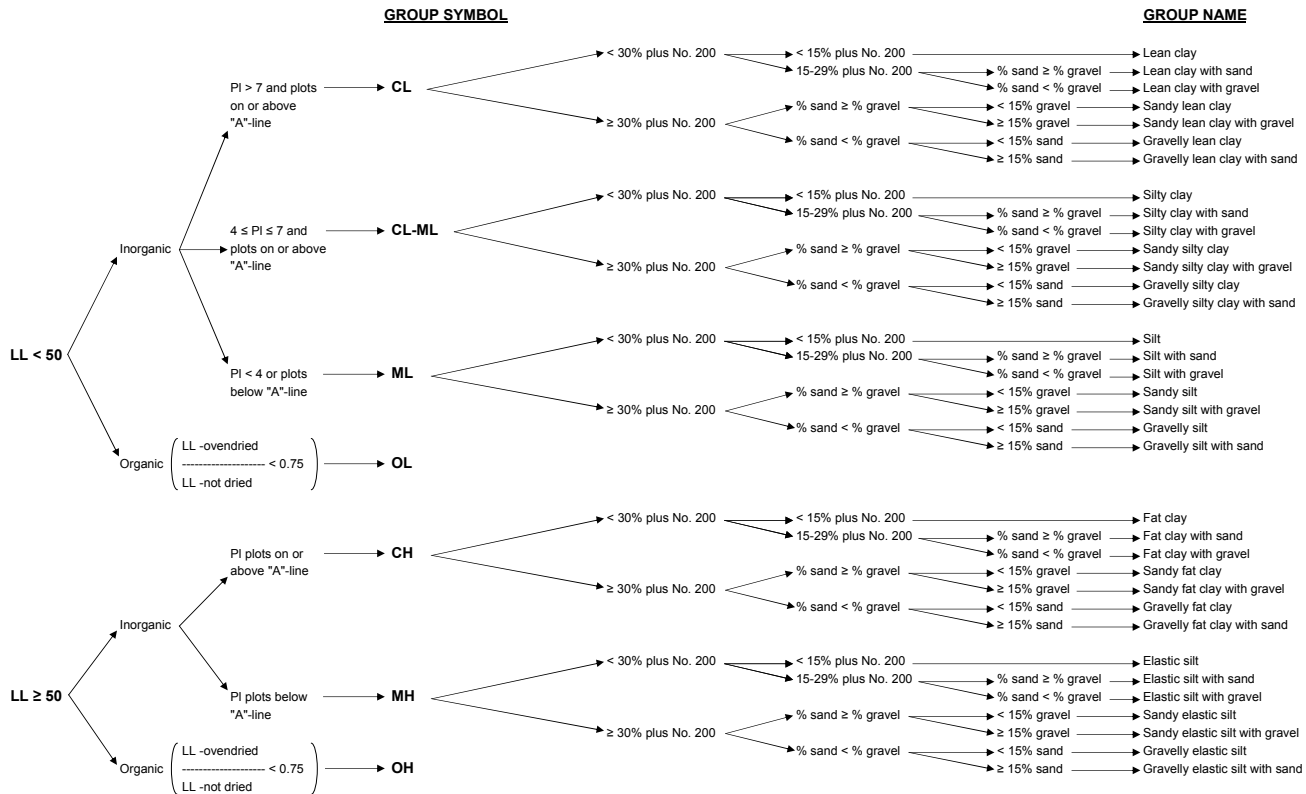 GROUP SYMBOL
GROUP NAME
LL < 50
Inorganic
PI > 7 and plots
on or above
"A"-line
CL
< 30% plus No. 200
< 15% plus No. 200
Lean clay
15-29% plus No. 200
% sand ≥ % gravel
Lean clay with sand
% sand < % gravel
Lean clay with gravel
≥ 30% plus No. 200
% sand ≥ % gravel
< 15% gravel
Sandy lean clay
≥ 15% gravel
Sandy lean clay with gravel
% sand < % gravel
< 15% sand
Gravelly lean clay
≥ 15% sand
Gravelly lean clay with sand
4 ≤ PI ≤ 7 and
plots on or above
"A"-line
CL-ML
< 30% plus No. 200
< 15% plus No. 200
Silty clay
15-29% plus No. 200
% sand ≥ % gravel
Silty clay with sand
% sand < % gravel
Silty clay with gravel
≥ 30% plus No. 200
% sand ≥ % gravel
< 15% gravel
Sandy silty clay
≥ 15% gravel
Sandy silty clay with gravel
% sand < % gravel
< 15% sand
Gravelly silty clay
≥ 15% sand
Gravelly silty clay with sand
PI < 4 or plots
below "A"-line
ML
< 30% plus No. 200
< 15% plus No. 200
Silt
15-29% plus No. 200
% sand ≥ % gravel
Silt with sand
% sand < % gravel
Silt with gravel
≥ 30% plus No. 200
% sand ≥ % gravel
< 15% gravel
Sandy silt
≥ 15% gravel
Sandy silt with gravel
% sand < % gravel
< 15% sand
Gravelly silt
≥ 15% sand
Gravelly silt with sand
Organic
LL -ovendried
--------------------- < 0.75
LL -not dried
OL
LL ≥ 50
Inorganic
PI plots on or
above "A"-line
CH
< 30% plus No. 200
< 15% plus No. 200
Fat clay
15-29% plus No. 200
% sand ≥ % gravel
Fat clay with sand
% sand < % gravel
Fat clay with gravel
≥ 30% plus No. 200
% sand ≥ % gravel
< 15% gravel
Sandy fat clay
≥ 15% gravel
Sandy fat clay with gravel
% sand < % gravel
< 15% sand
Gravelly fat clay
≥ 15% sand
Gravelly fat clay with sand
PI plots below
"A"-line
MH
< 30% plus No. 200
< 15% plus No. 200
Elastic silt
15-29% plus No. 200
% sand ≥ % gravel
Elastic silt with sand
% sand < % gravel
Elastic silt with gravel
≥ 30% plus No. 200
% sand ≥ % gravel
< 15% gravel
Sandy elastic silt
≥ 15% gravel
Sandy elastic silt with gravel
% sand < % gravel
< 15% sand
Gravelly elastic silt
≥ 15% sand
Gravelly elastic silt with sand
Organic
LL -ovendried
--------------------- < 0.75
LL -not dried
OH